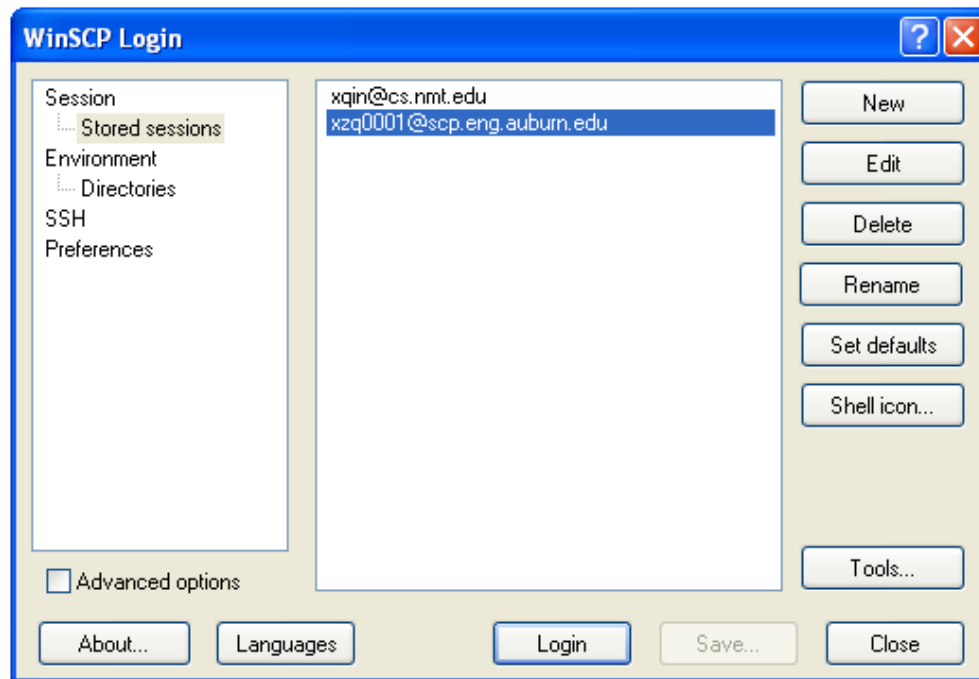 WinSCP Login
Session
Stored sessions
Environment
Directories
SSH
Preferences
Advanced options
xqin@cs.nmt.edu
xzq0001@scp.eng.auburn.edu
New
Edit
Delete
Rename
Set defaults
Shell icon...
Tools...
About...
Languages
Login
Save...
Close